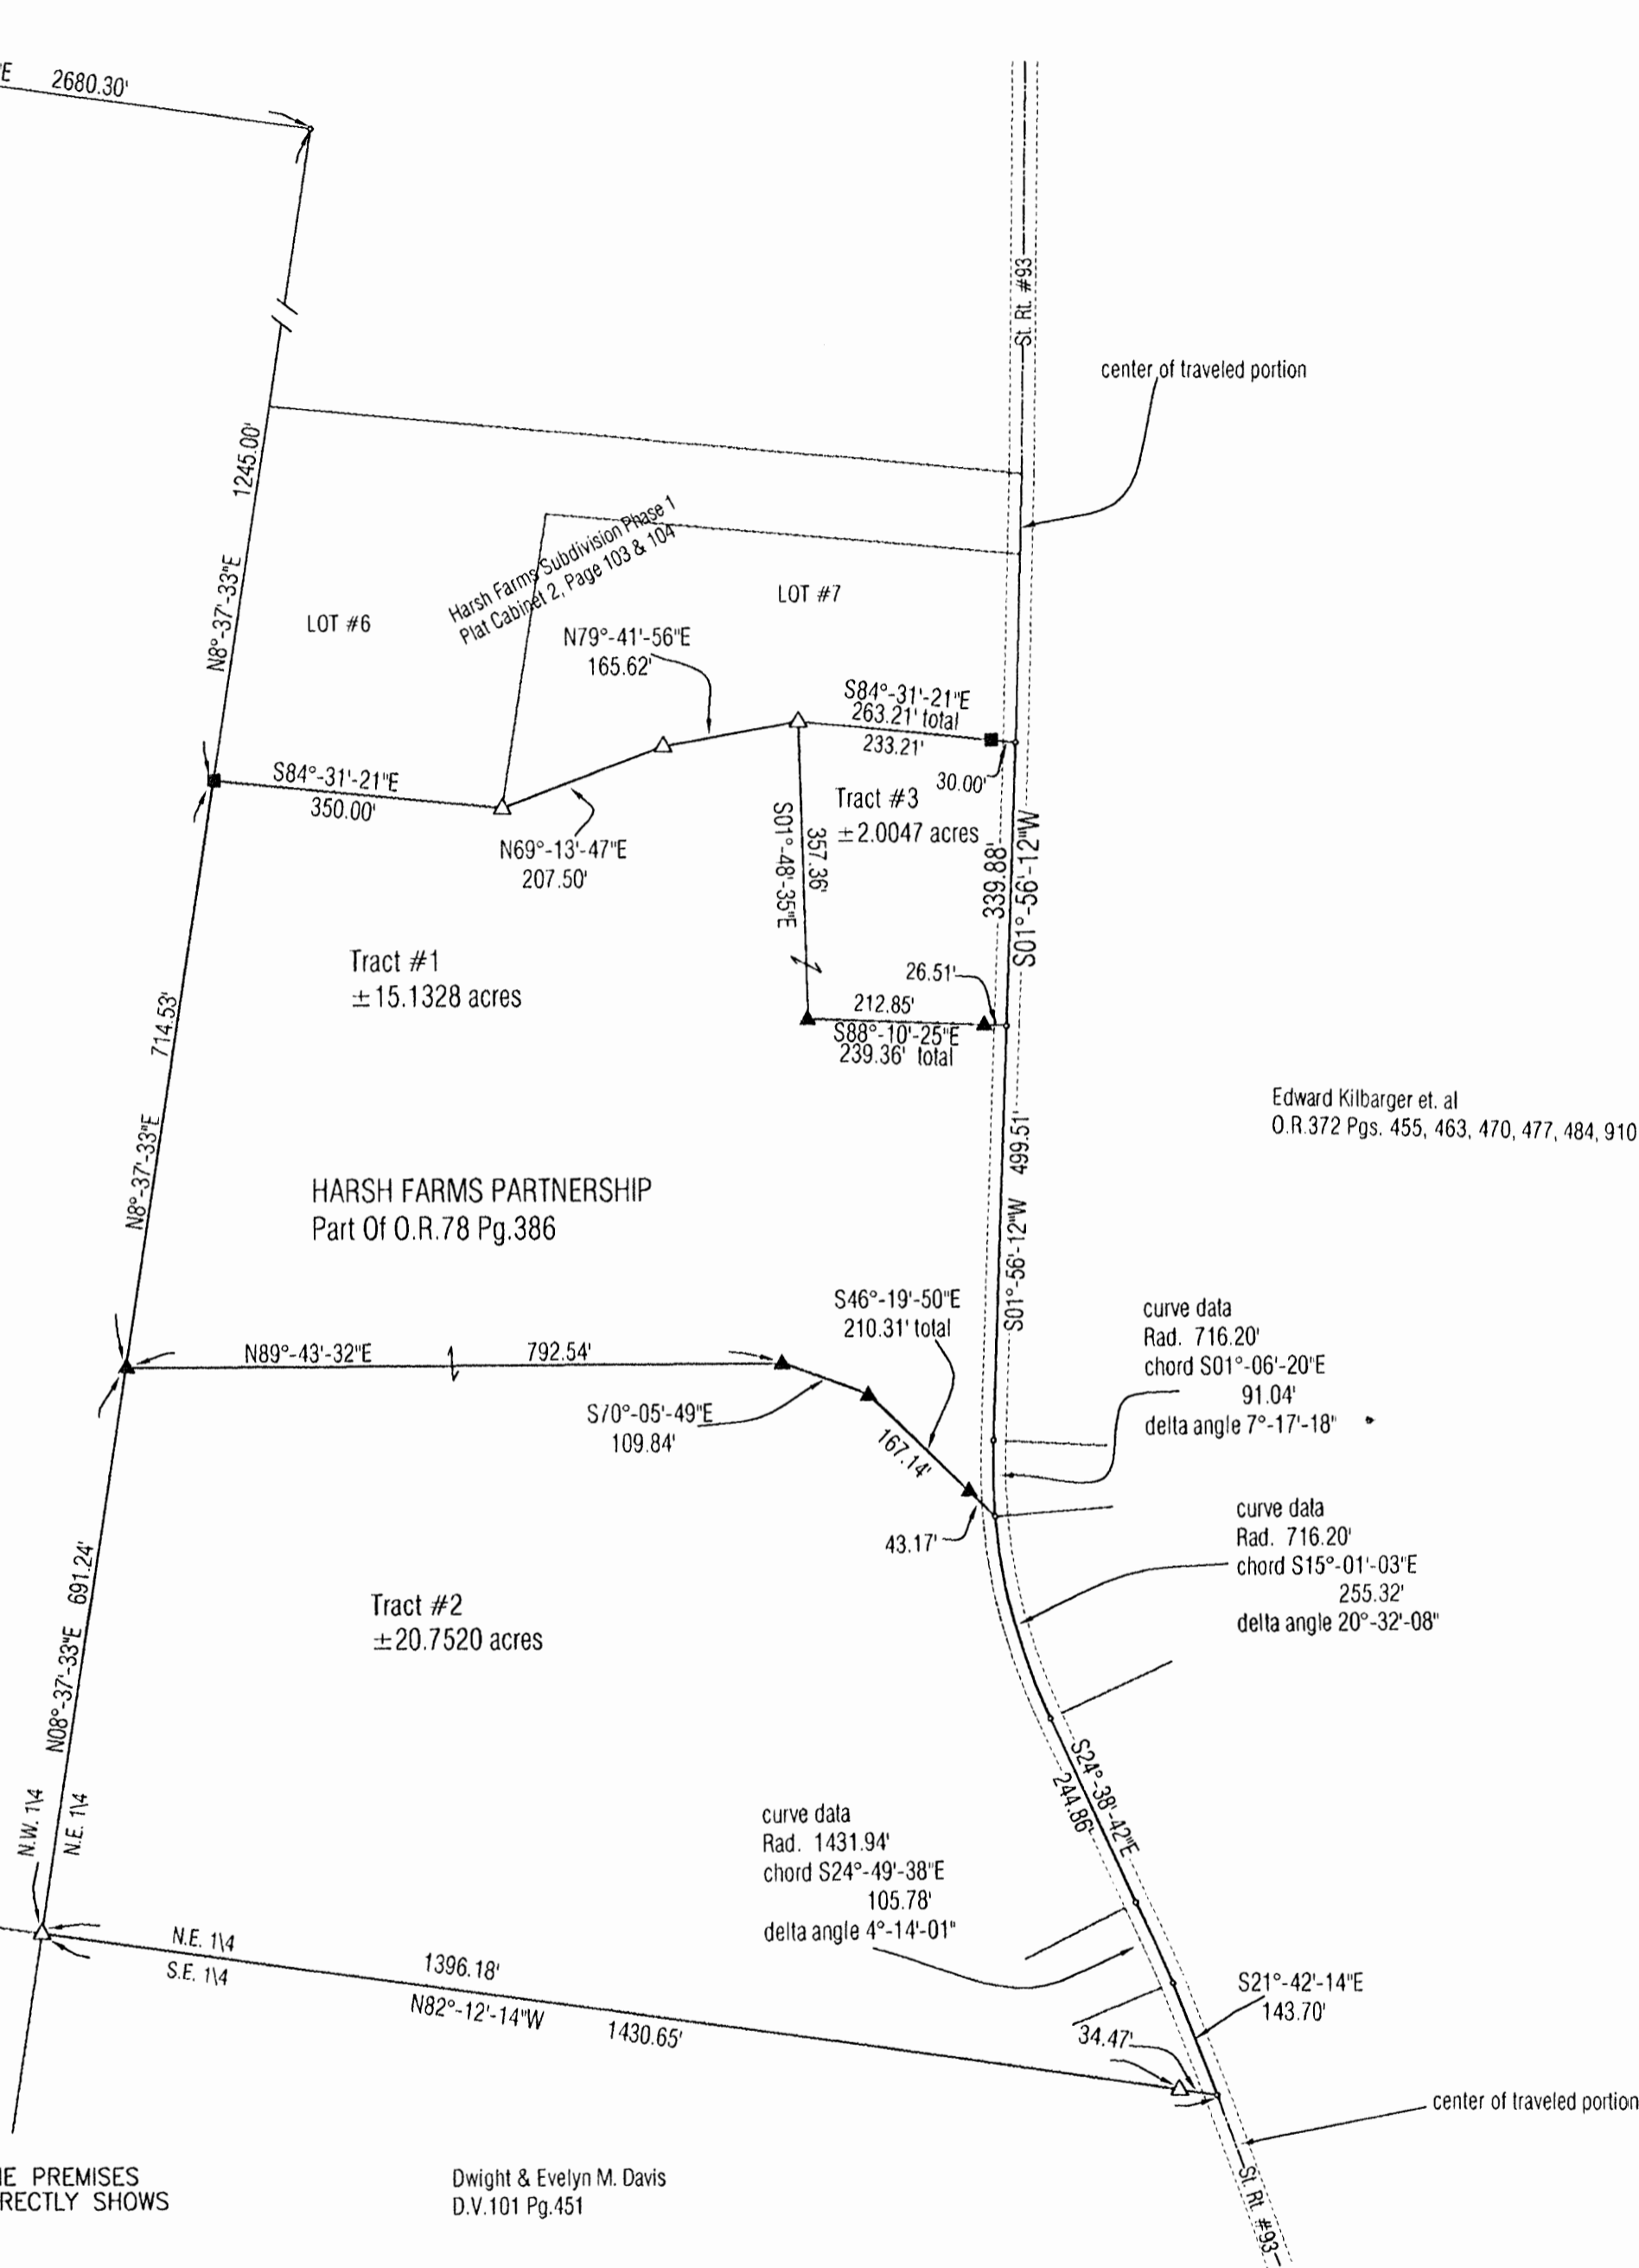 "E 2680.30'
St. Rt. #93
center of traveled portion
N8°-37'-33"E 1245.00'
Harsh Farms Subdivision Phase 1
Plat Cabinet 2, Page 103 & 104
LOT #6
LOT #7
N79°-41'-56"E
165.62'
S84°-31'-21"E
263.21' total
233.21'
30.00'
S84°-31'-21"E
350.00'
N69°-13'-47"E
207.50'
Tract #3
±2.0047 acres
S01°-48'-35"E
357.36'
339.88'
S01°-56'-12"W
26.51'
212.85'
S88°-10'-25"E
239.36' total
Tract #1
±15.1328 acres
N8°-37'-33"E 714.53'
Edward Kilbarger et. al
O.R.372 Pgs. 455, 463, 470, 477, 484, 910
HARSH FARMS PARTNERSHIP
Part Of O.R.78 Pg.386
S01°-56'-12"W 499.51'
S46°-19'-50"E
210.31' total
N89°-43'-32"E 792.54'
S70°-05'-49"E
109.84'
167.14'
43.17'
curve data
Rad. 716.20'
chord S01°-06'-20"E
91.04'
delta angle 7°-17'-18"
curve data
Rad. 716.20'
chord S15°-01'-03"E
255.32'
delta angle 20°-32'-08"
Tract #2
±20.7520 acres
N08°-37'-33"E 691.24'
N.W. 1\4
N.E. 1\4
S24°-38'-42"E
244.86'
curve data
Rad. 1431.94'
chord S24°-49'-38"E
105.78'
delta angle 4°-14'-01"
N.E. 1\4
S.E. 1\4
1396.18'
N82°-12'-14"W 1430.65'
S21°-42'-14"E
143.70'
34.47'
center of traveled portion
St. Rt. #93
IE PREMISES
RECTLY SHOWS
Dwight & Evelyn M. Davis
D.V.101 Pg.451